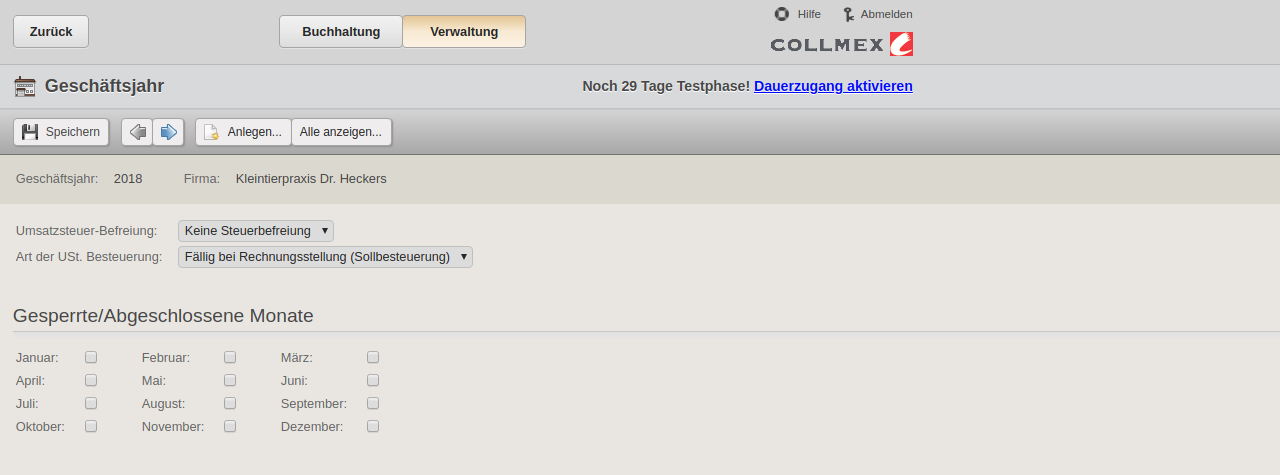 Zurück Buchhaltung Verwaltung Hilfe Abmelden
COLLMEX
Geschäftsjahr Noch 29 Tage Testphase! Dauerzugang aktivieren
Speichern Anlegen... Alle anzeigen...
Geschäftsjahr: 2018 Firma: Kleintierpraxis Dr. Heckers
Umsatzsteuer-Befreiung: Keine Steuerbefreiung
Art der USt. Besteuerung: Fällig bei Rechnungsstellung (Sollbesteuerung)
Gesperrte/Abgeschlossene Monate
Januar: Februar: März:
April: Mai: Juni:
Juli: August: September:
Oktober: November: Dezember: